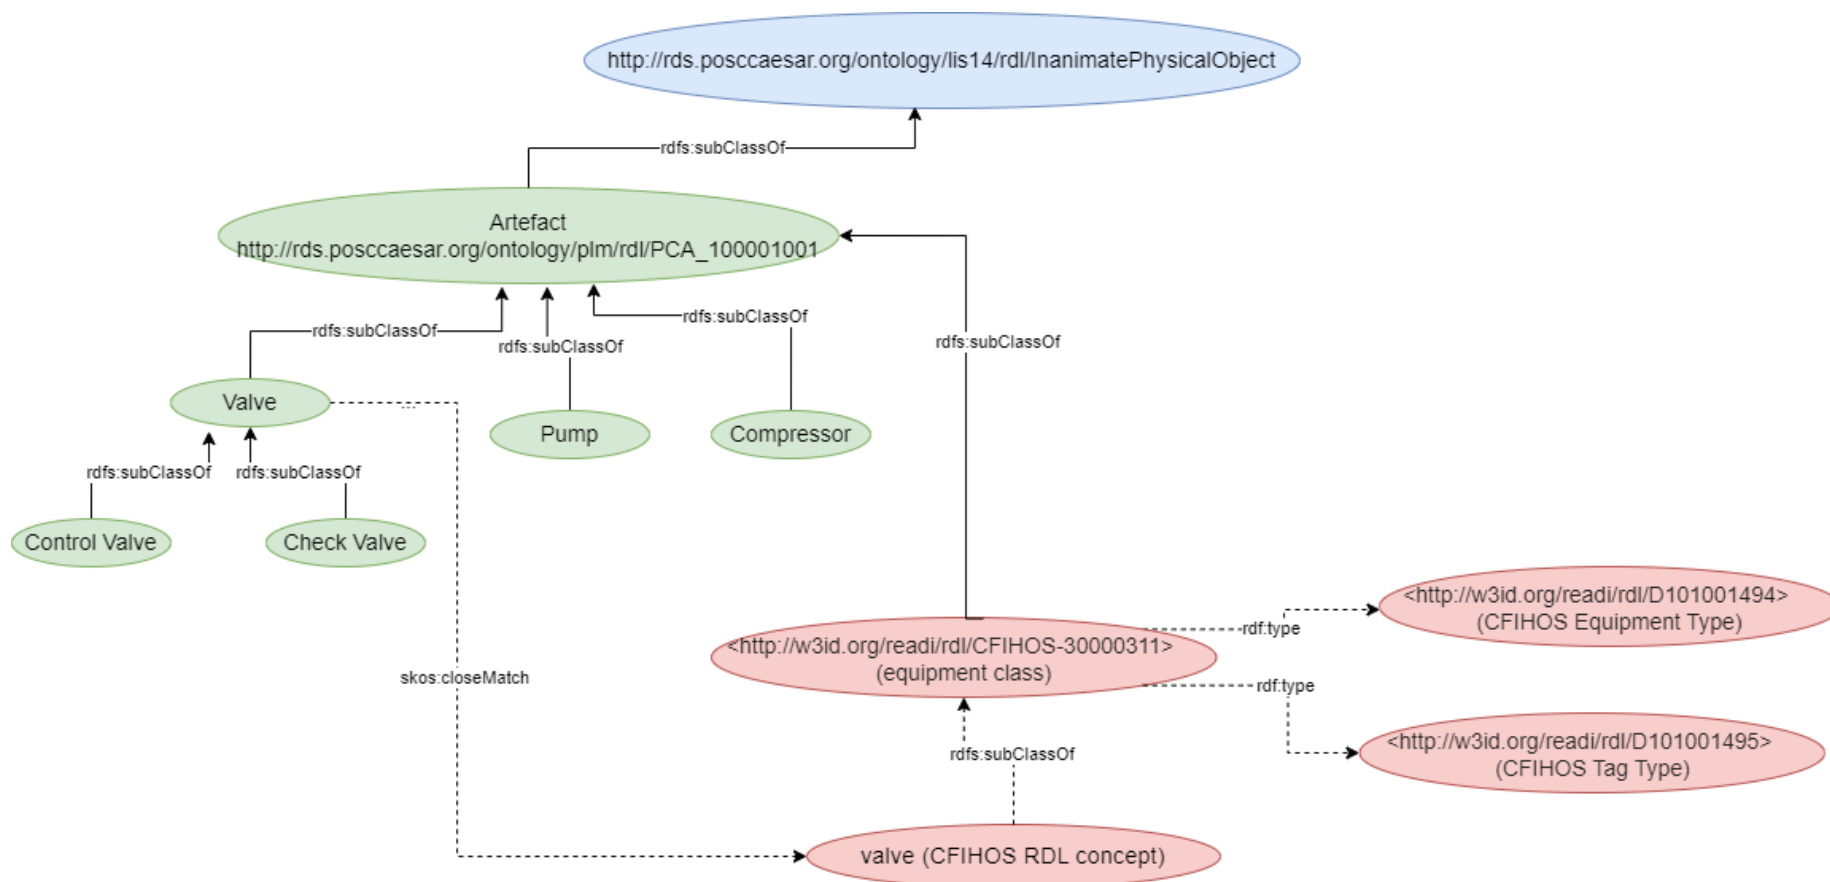 http://rds.posccaesar.org/ontology/lis14/rdl/InanimatePhysicalObject
rdfs:subClassOf
Artefact
http://rds.posccaesar.org/ontology/plm/rdl/PCA_100001001
rdfs:subClassOf
rdfs:subClassOf
rdfs:subClassOf
rdfs:subClassOf
Valve
...
Pump
Compressor
rdfs:subClassOf
rdfs:subClassOf
Control Valve
Check Valve
<http://w3id.org/readi/rdl/D101001494>
(CFIHOS Equipment Type)
rdf:type
<http://w3id.org/readi/rdl/CFIHOS-30000311>
(equipment class)
skos:closeMatch
rdf:type
<http://w3id.org/readi/rdl/D101001495>
(CFIHOS Tag Type)
rdfs:subClassOf
valve (CFIHOS RDL concept)